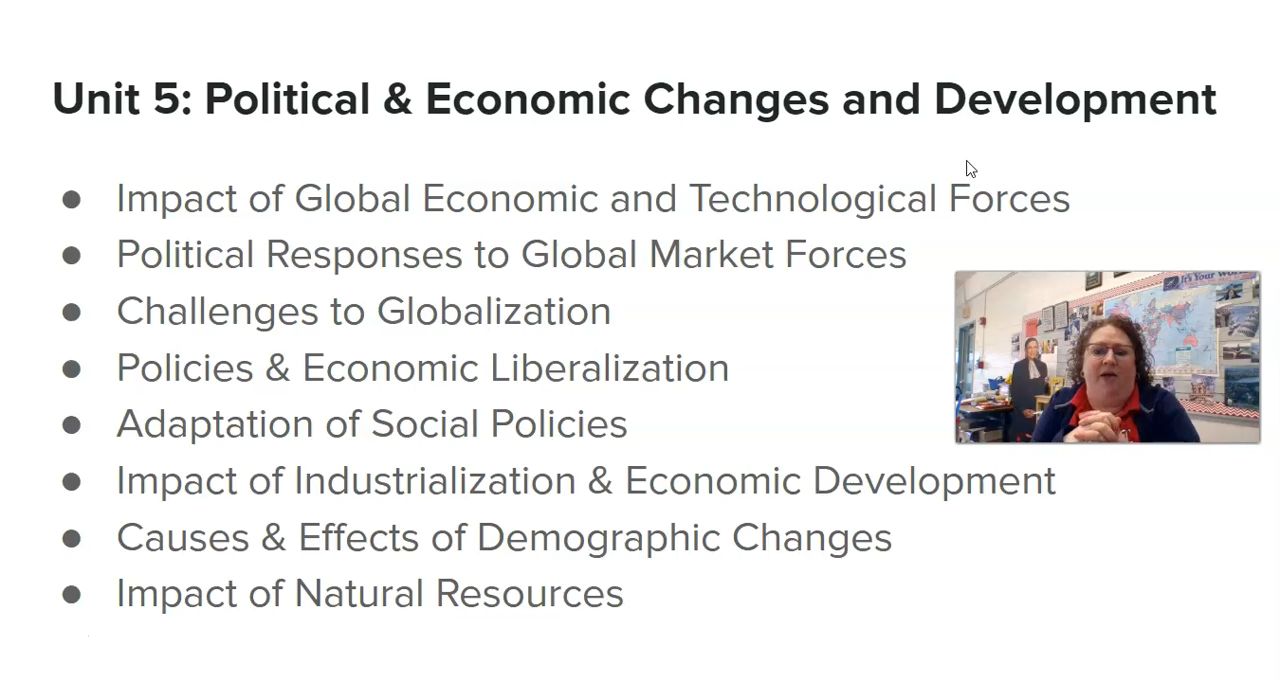 Unit 5: Political & Economic Changes and Development
● Impact of Global Economic and Technological Forces
● Political Responses to Global Market Forces
● Challenges to Globalization
● Policies & Economic Liberalization
● Adaptation of Social Policies
● Impact of Industrialization & Economic Development
● Causes & Effects of Demographic Changes
● Impact of Natural Resources
It's Your